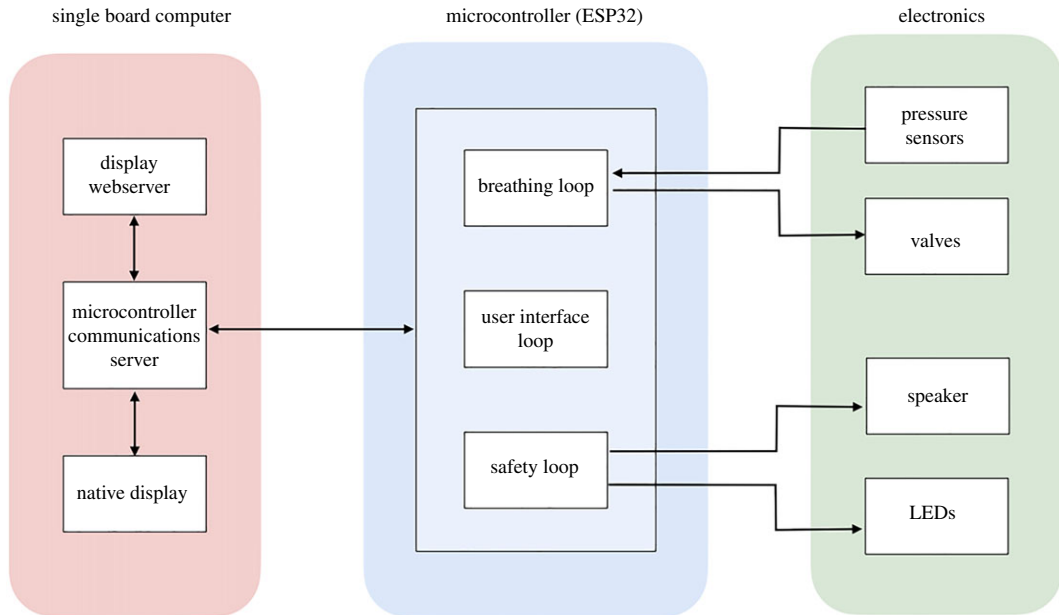 single board computer
microcontroller (ESP32)
electronics
display
webserver
microcontroller
communications
server
native display
breathing loop
user interface
loop
safety loop
pressure
sensors
valves
speaker
LEDs